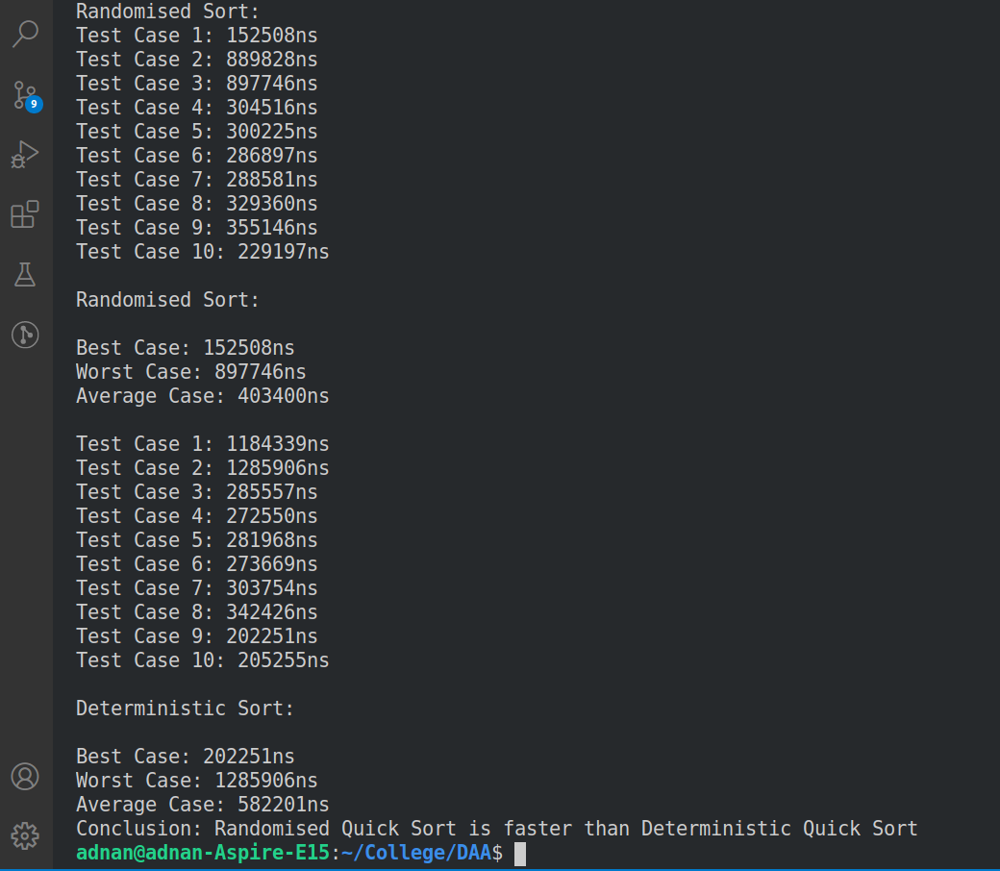 Randomised Sort:
Test Case 1: 152508ns
Test Case 2: 889828ns
Test Case 3: 897746ns
Test Case 4: 304516ns
Test Case 5: 300225ns
Test Case 6: 286897ns
Test Case 7: 288581ns
Test Case 8: 329360ns
Test Case 9: 355146ns
Test Case 10: 229197ns
Randomised Sort:
Best Case: 152508ns
Worst Case: 897746ns
Average Case: 403400ns
Test Case 1: 1184339ns
Test Case 2: 1285906ns
Test Case 3: 285557ns
Test Case 4: 272550ns
Test Case 5: 281968ns
Test Case 6: 273669ns
Test Case 7: 303754ns
Test Case 8: 342426ns
Test Case 9: 202251ns
Test Case 10: 205255ns
Deterministic Sort:
Best Case: 202251ns
Worst Case: 1285906ns
Average Case: 582201ns
Conclusion: Randomised Quick Sort is faster than Deterministic Quick Sort
adnan@adnan-Aspire-E15:~/College/DAA$
9